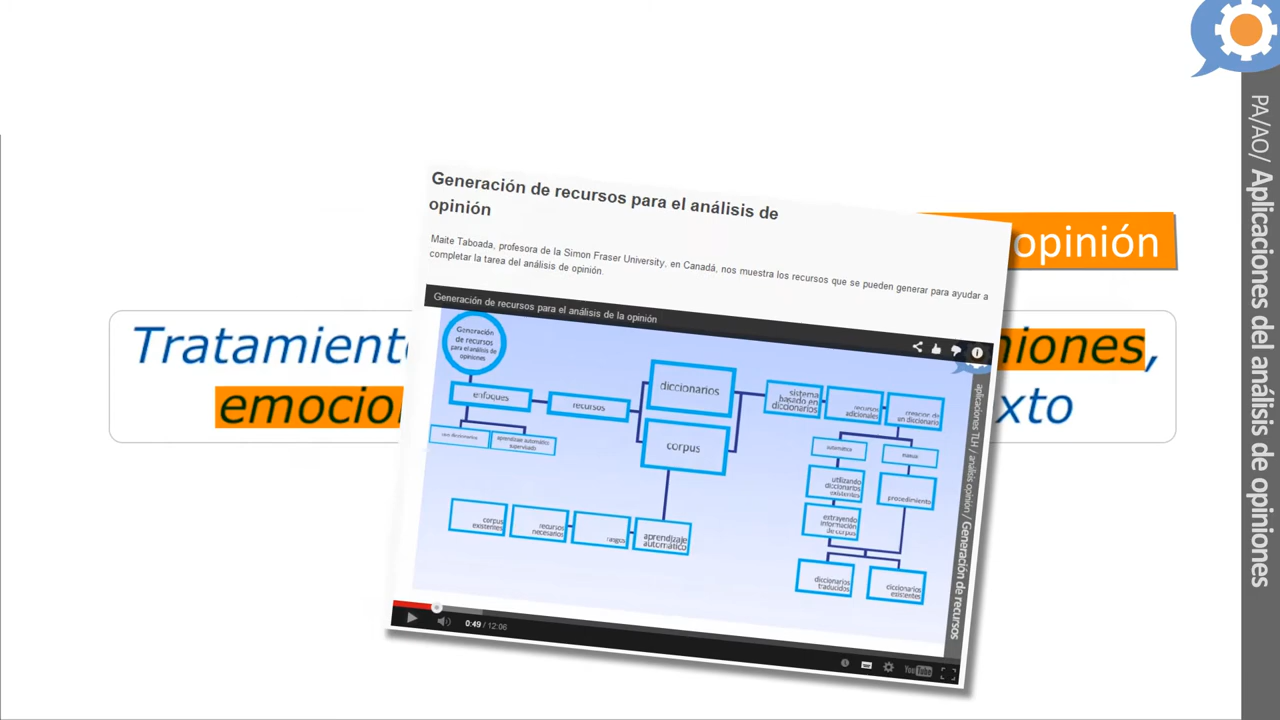 Generación de recursos para el análisis de
opinión
Maite Taboada, profesora de la Simon Fraser University, en Canadá, nos muestra los recursos que se pueden generar para ayudar a
completar la tarea del análisis de opinión.
opinión
Tratamiento
niones,
emocion
xto
Generación de recursos para el análisis de la opinión
Generación
de recursos
para el análisis de
opiniones
enfoques
recursos
diccionarios
corpus
sistema
basado en
diccionarios
recursos
adicionales
creación de
un diccionario
aprendizaje automático
supervisado
automática
manual
utilizando
diccionarios
existentes
procedimiento
extrayendo
información
de corpus
diccionarios
traducidos
diccionarios
existentes
corpus
existentes
recursos
necesarios
rasgos
aprendizaje
automático
aplicaciones TLH / análisis opinión / Generación de recursos
0:49 / 12:06
YouTube
PA/AO/ Aplicaciones del análisis de opiniones